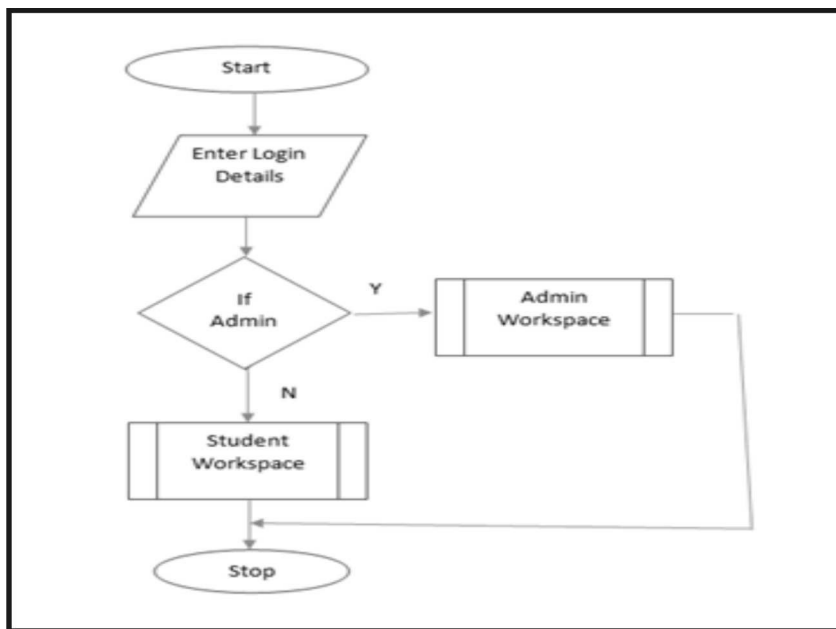 Start
Enter Login
Details
If
Admin
Y
Admin
Workspace
N
Student
Workspace
Stop